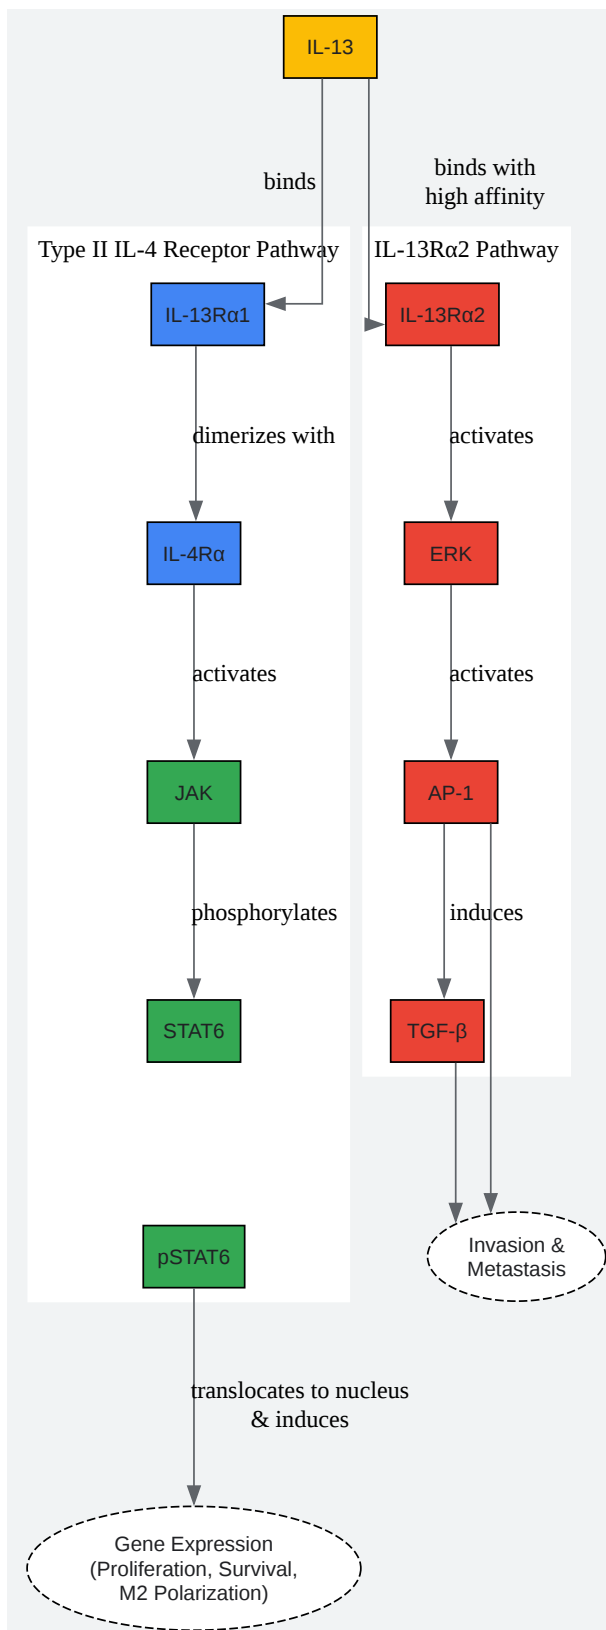 IL-13
binds
binds with
high affinity
Type II IL-4 Receptor Pathway
IL-13Rα2 Pathway
IL-13Rα1
IL-13Rα2
dimerizes with
activates
IL-4Rα
ERK
activates
activates
JAK
AP-1
phosphorylates
induces
STAT6
TGF-β
pSTAT6
Invasion &
Metastasis
translocates to nucleus
& induces
Gene Expression
(Proliferation, Survival,
M2 Polarization)